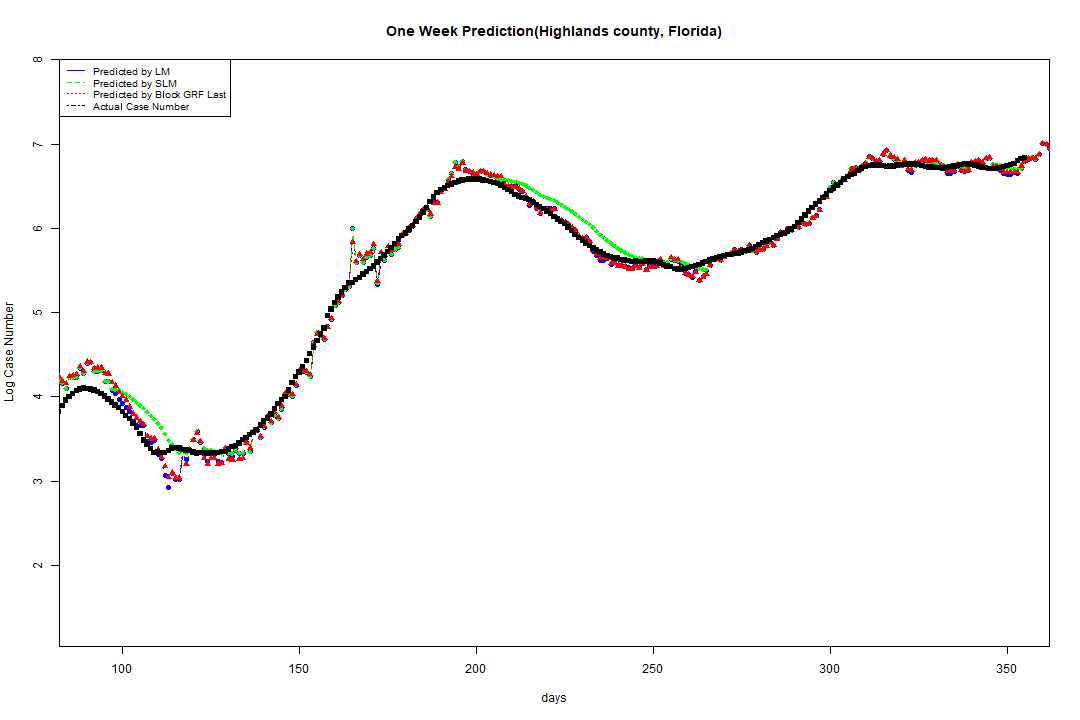 One Week Prediction(Highlands county, Florida)
Predicted by LM
Predicted by SLM
Predicted by Block GRF Last
Actual Case Number
8
7
6
5
4
3
2
Log Case Number
100 150 200 250 300 350
days